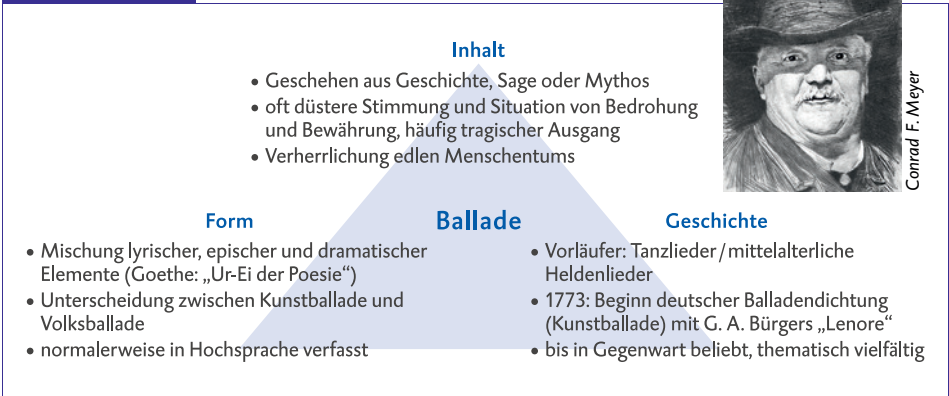 Inhalt
• Geschehen aus Geschichte, Sage oder Mythos
• oft düstere Stimmung und Situation von Bedrohung
und Bewährung, häufig tragischer Ausgang
• Verherrlichung edlen Menschentums
Conrad F. Meyer
Ballade
Form
• Mischung lyrischer, epischer und dramatischer
Elemente (Goethe: „Ur-Ei der Poesie“)
• Unterscheidung zwischen Kunstballade und
Volksballade
• normalerweise in Hochsprache verfasst
Geschichte
• Vorläufer: Tanzlieder/mittelalterliche
Heldenlieder
• 1773: Beginn deutscher Balladendichtung
(Kunstballade) mit G. A. Bürgers „Lenore“
• bis in Gegenwart beliebt, thematisch vielfältig